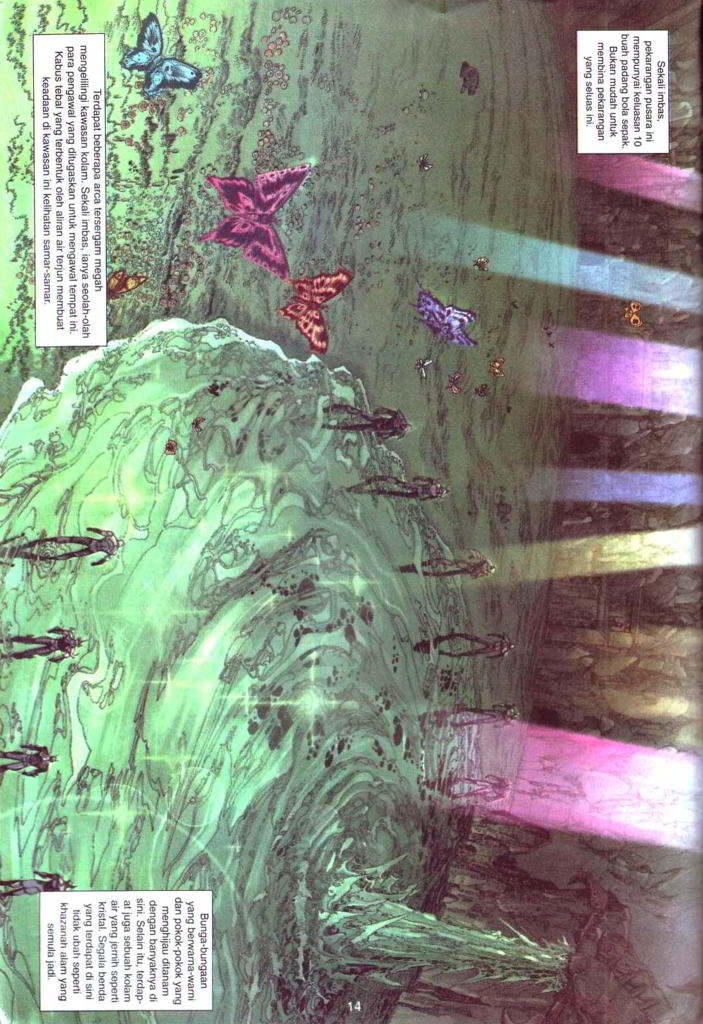 Sekali imbas,
pekarangan pusara ini
mempunyai keluasan 10
buah padang bola sepak.
Bukan mudah untuk
membina pekarangan
yang seluas ini.
Terdapat beberapa arca tersergam megah
mengelilingi kawasan kolam. Sekali imbas, ianya seolah-olah
para pengawal yang ditugaskan untuk mengawal tempat ini.
Kabus tebal yang terbentuk oleh aliran air terjun membuat
keadaan di kawasan ini kelihatan samar-samar.
Bunga-bungaan
yang berwarna-warni
dan pokok-pokok yang
menghijau ditanam
dengan banyaknya di
sini. Selain itu, terdap-
at juga sebuah kolam
air yang jernih seperti
kristal. Segala benda
yang terdapat di sini
tidak ubah seperti
khazanah alam yang
semula jadi.
14